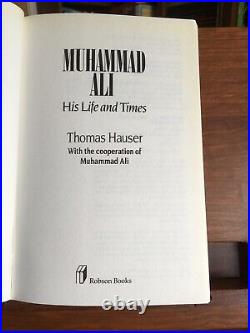 MUHAMMAD
ALI
His Life and Times
Thomas Hauser
With the cooperation of
Muhammad Ali
Robson Books